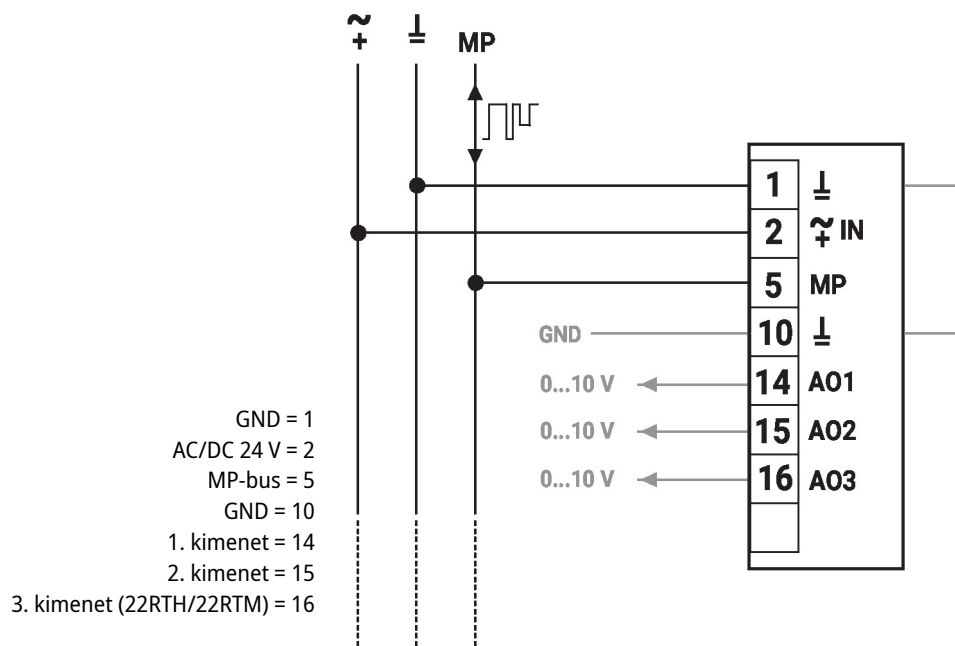 ~
+
⊥
MP
1 ⊥
2 ~
+ IN
5 MP
GND 10 ⊥
0...10 V 14 AO1
0...10 V 15 AO2
0...10 V 16 AO3
GND = 1
AC/DC 24 V = 2
MP-bus = 5
GND = 10
1. kimenet = 14
2. kimenet = 15
3. kimenet (22RTH/22RTM) = 16